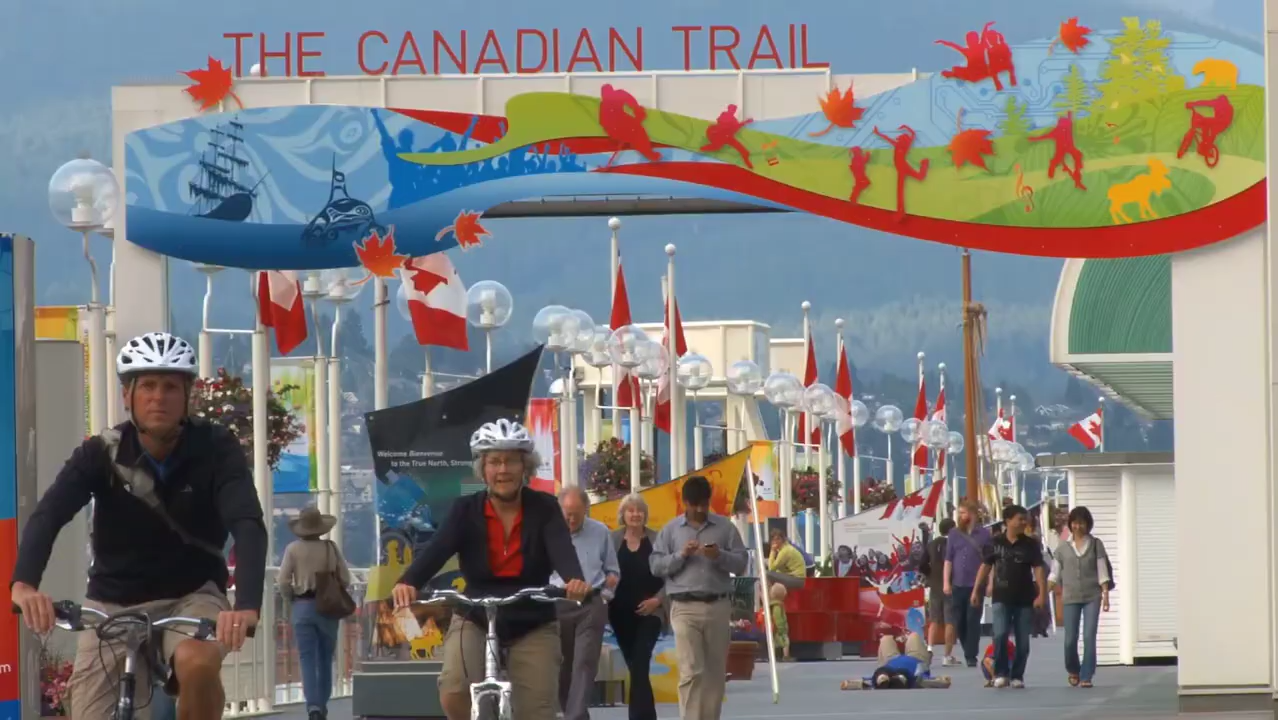 THE CANADIAN TRAIL
Welcome Bienvenue
to the True North, Strong
m